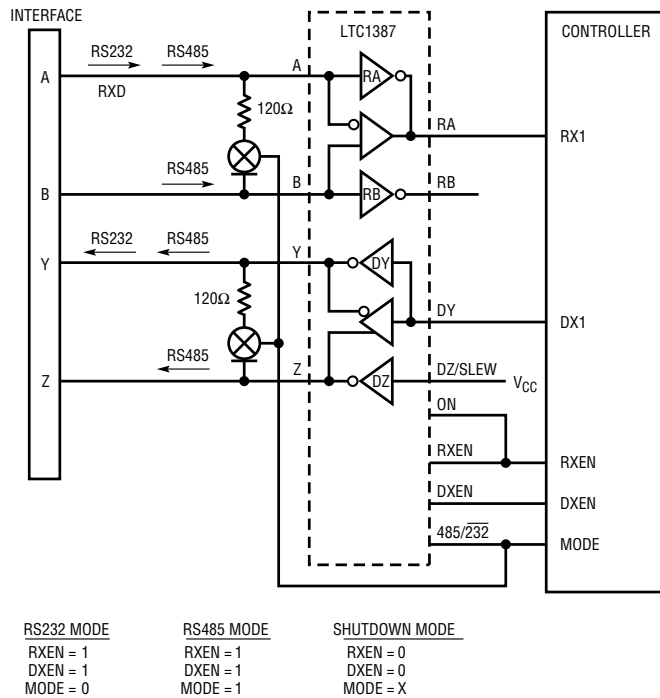 INTERFACE
LTC1387
CONTROLLER
RS232 RS485
A
A
RXD
RA
120Ω
RA
RX1
RS485
B
B
RB
RB
RS232 RS485
Y
Y
DY
120Ω
DY
DX1
RS485
Z
Z
DZ
DZ/SLEW
VCC
ON
RXEN
RXEN
DXEN
DXEN
485/232
MODE
RS232 MODE
RXEN = 1
DXEN = 1
MODE = 0
RS485 MODE
RXEN = 1
DXEN = 1
MODE = 1
SHUTDOWN MODE
RXEN = 0
DXEN = 0
MODE = X